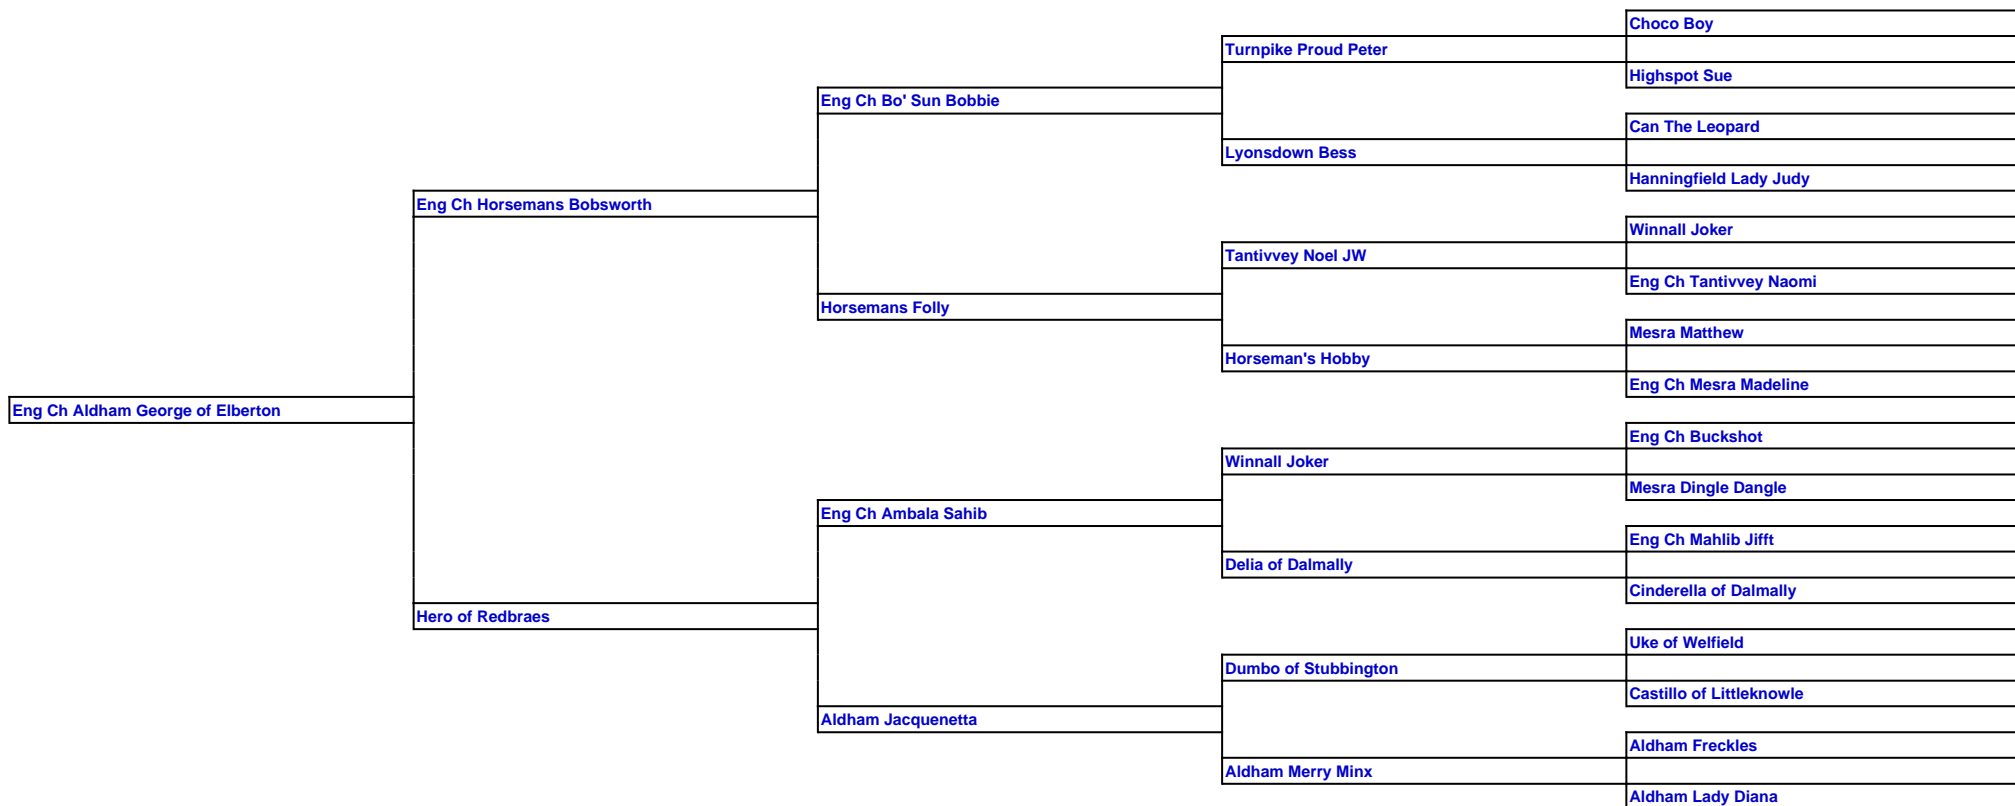 Choco Boy
Turnpike Proud Peter
Highspot Sue
Eng Ch Bo' Sun Bobbie
Can The Leopard
Lyonsdown Bess
Hanningfield Lady Judy
Eng Ch Horsemans Bobsworth
Winnall Joker
Tantivvey Noel JW
Eng Ch Tantivvey Naomi
Horsemans Folly
Mesra Matthew
Horseman's Hobby
Eng Ch Mesra Madeline
Eng Ch Aldham George of Elberton
Eng Ch Buckshot
Winnall Joker
Mesra Dingle Dangle
Eng Ch Ambala Sahib
Eng Ch Mahlib Jifft
Delia of Dalmally
Cinderella of Dalmally
Hero of Redbraes
Uke of Welfield
Dumbo of Stubbington
Castillo of Littleknowle
Aldham Jacquenetta
Aldham Freckles
Aldham Merry Minx
Aldham Lady Diana